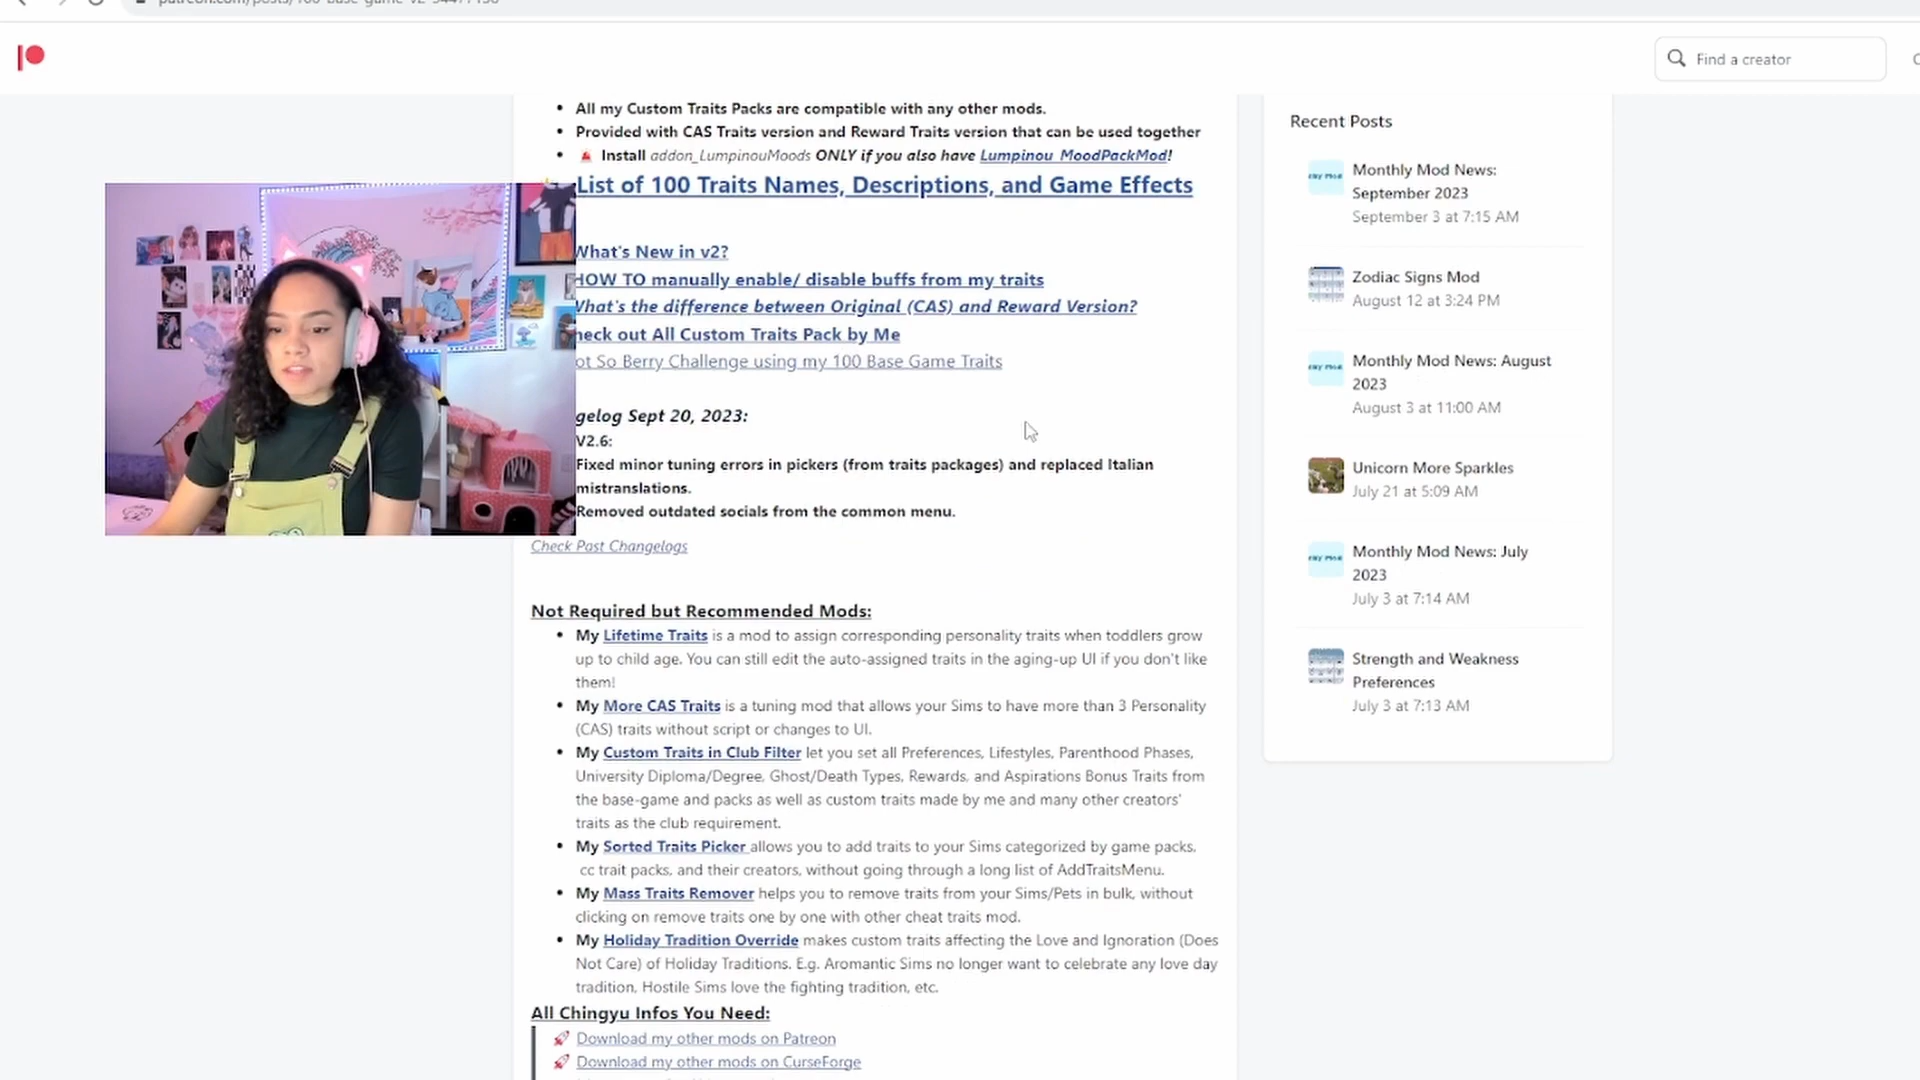 Find a creator
All my Custom Traits Packs are compatible with any other mods.
Provided with CAS Traits version and Reward Traits version that can be used together
Install addon_LumpinouMoods ONLY if you also have Lumpinou_MoodPackMod!
List of 100 Traits Names, Descriptions, and Game Effects
What's New in v2?
HOW TO manually enable/ disable buffs from my traits
What's the difference between Original (CAS) and Reward Version?
heck out All Custom Traits Pack by Me
ot So Berry Challenge using my 100 Base Game Traits
gelog Sept 20, 2023:
V2.6:
Fixed minor tuning errors in pickers (from traits packages) and replaced Italian
mistranslations.
Removed outdated socials from the common menu.
Check Past Changelogs
Not Required but Recommended Mods:
My Lifetime Traits is a mod to assign corresponding personality traits when toddlers grow
up to child age. You can still edit the auto-assigned traits in the aging-up UI if you don't like
them!
My More CAS Traits is a tuning mod that allows your Sims to have more than 3 Personality
(CAS) traits without script or changes to UI.
My Custom Traits in Club Filter let you set all Preferences, Lifestyles, Parenthood Phases,
University Diploma/Degree, Ghost/Death Types, Rewards, and Aspirations Bonus Traits from
the base-game and packs as well as custom traits made by me and many other creators'
traits as the club requirement.
My Sorted Traits Picker allows you to add traits to your Sims categorized by game packs,
cc trait packs, and their creators, without going through a long list of AddTraitsMenu.
My Mass Traits Remover helps you to remove traits from your Sims/Pets in bulk, without
clicking on remove traits one by one with other cheat traits mod.
My Holiday Tradition Override makes custom traits affecting the Love and Ignoration (Does
Not Care) of Holiday Traditions. E.g. Aromantic Sims no longer want to celebrate any love day
tradition, Hostile Sims love the fighting tradition, etc.
All Chingyu Infos You Need:
Download my other mods on Patreon
Download my other mods on CurseForge
Recent Posts
Monthly Mod News:
September 2023
September 3 at 7:15 AM
Zodiac Signs Mod
August 12 at 3:24 PM
Monthly Mod News: August
2023
August 3 at 11:00 AM
Unicorn More Sparkles
July 21 at 5:09 AM
Monthly Mod News: July
2023
July 3 at 7:14 AM
Strength and Weakness
Preferences
July 3 at 7:13 AM